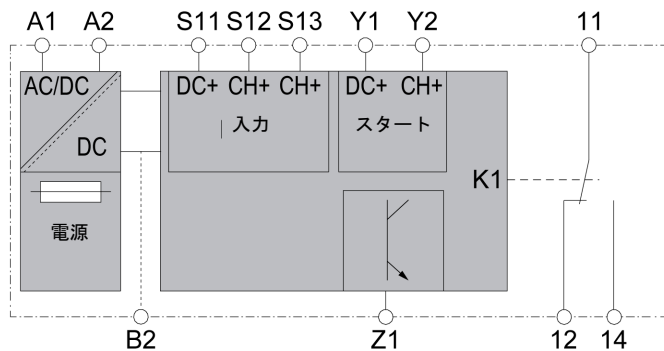 A1 A2 S11 S12 S13 Y1 Y2 11
AC/DC DC+ CH+ CH+ DC+ CH+
入力 スタート
DC
K1
電源
B2 Z1 12 14